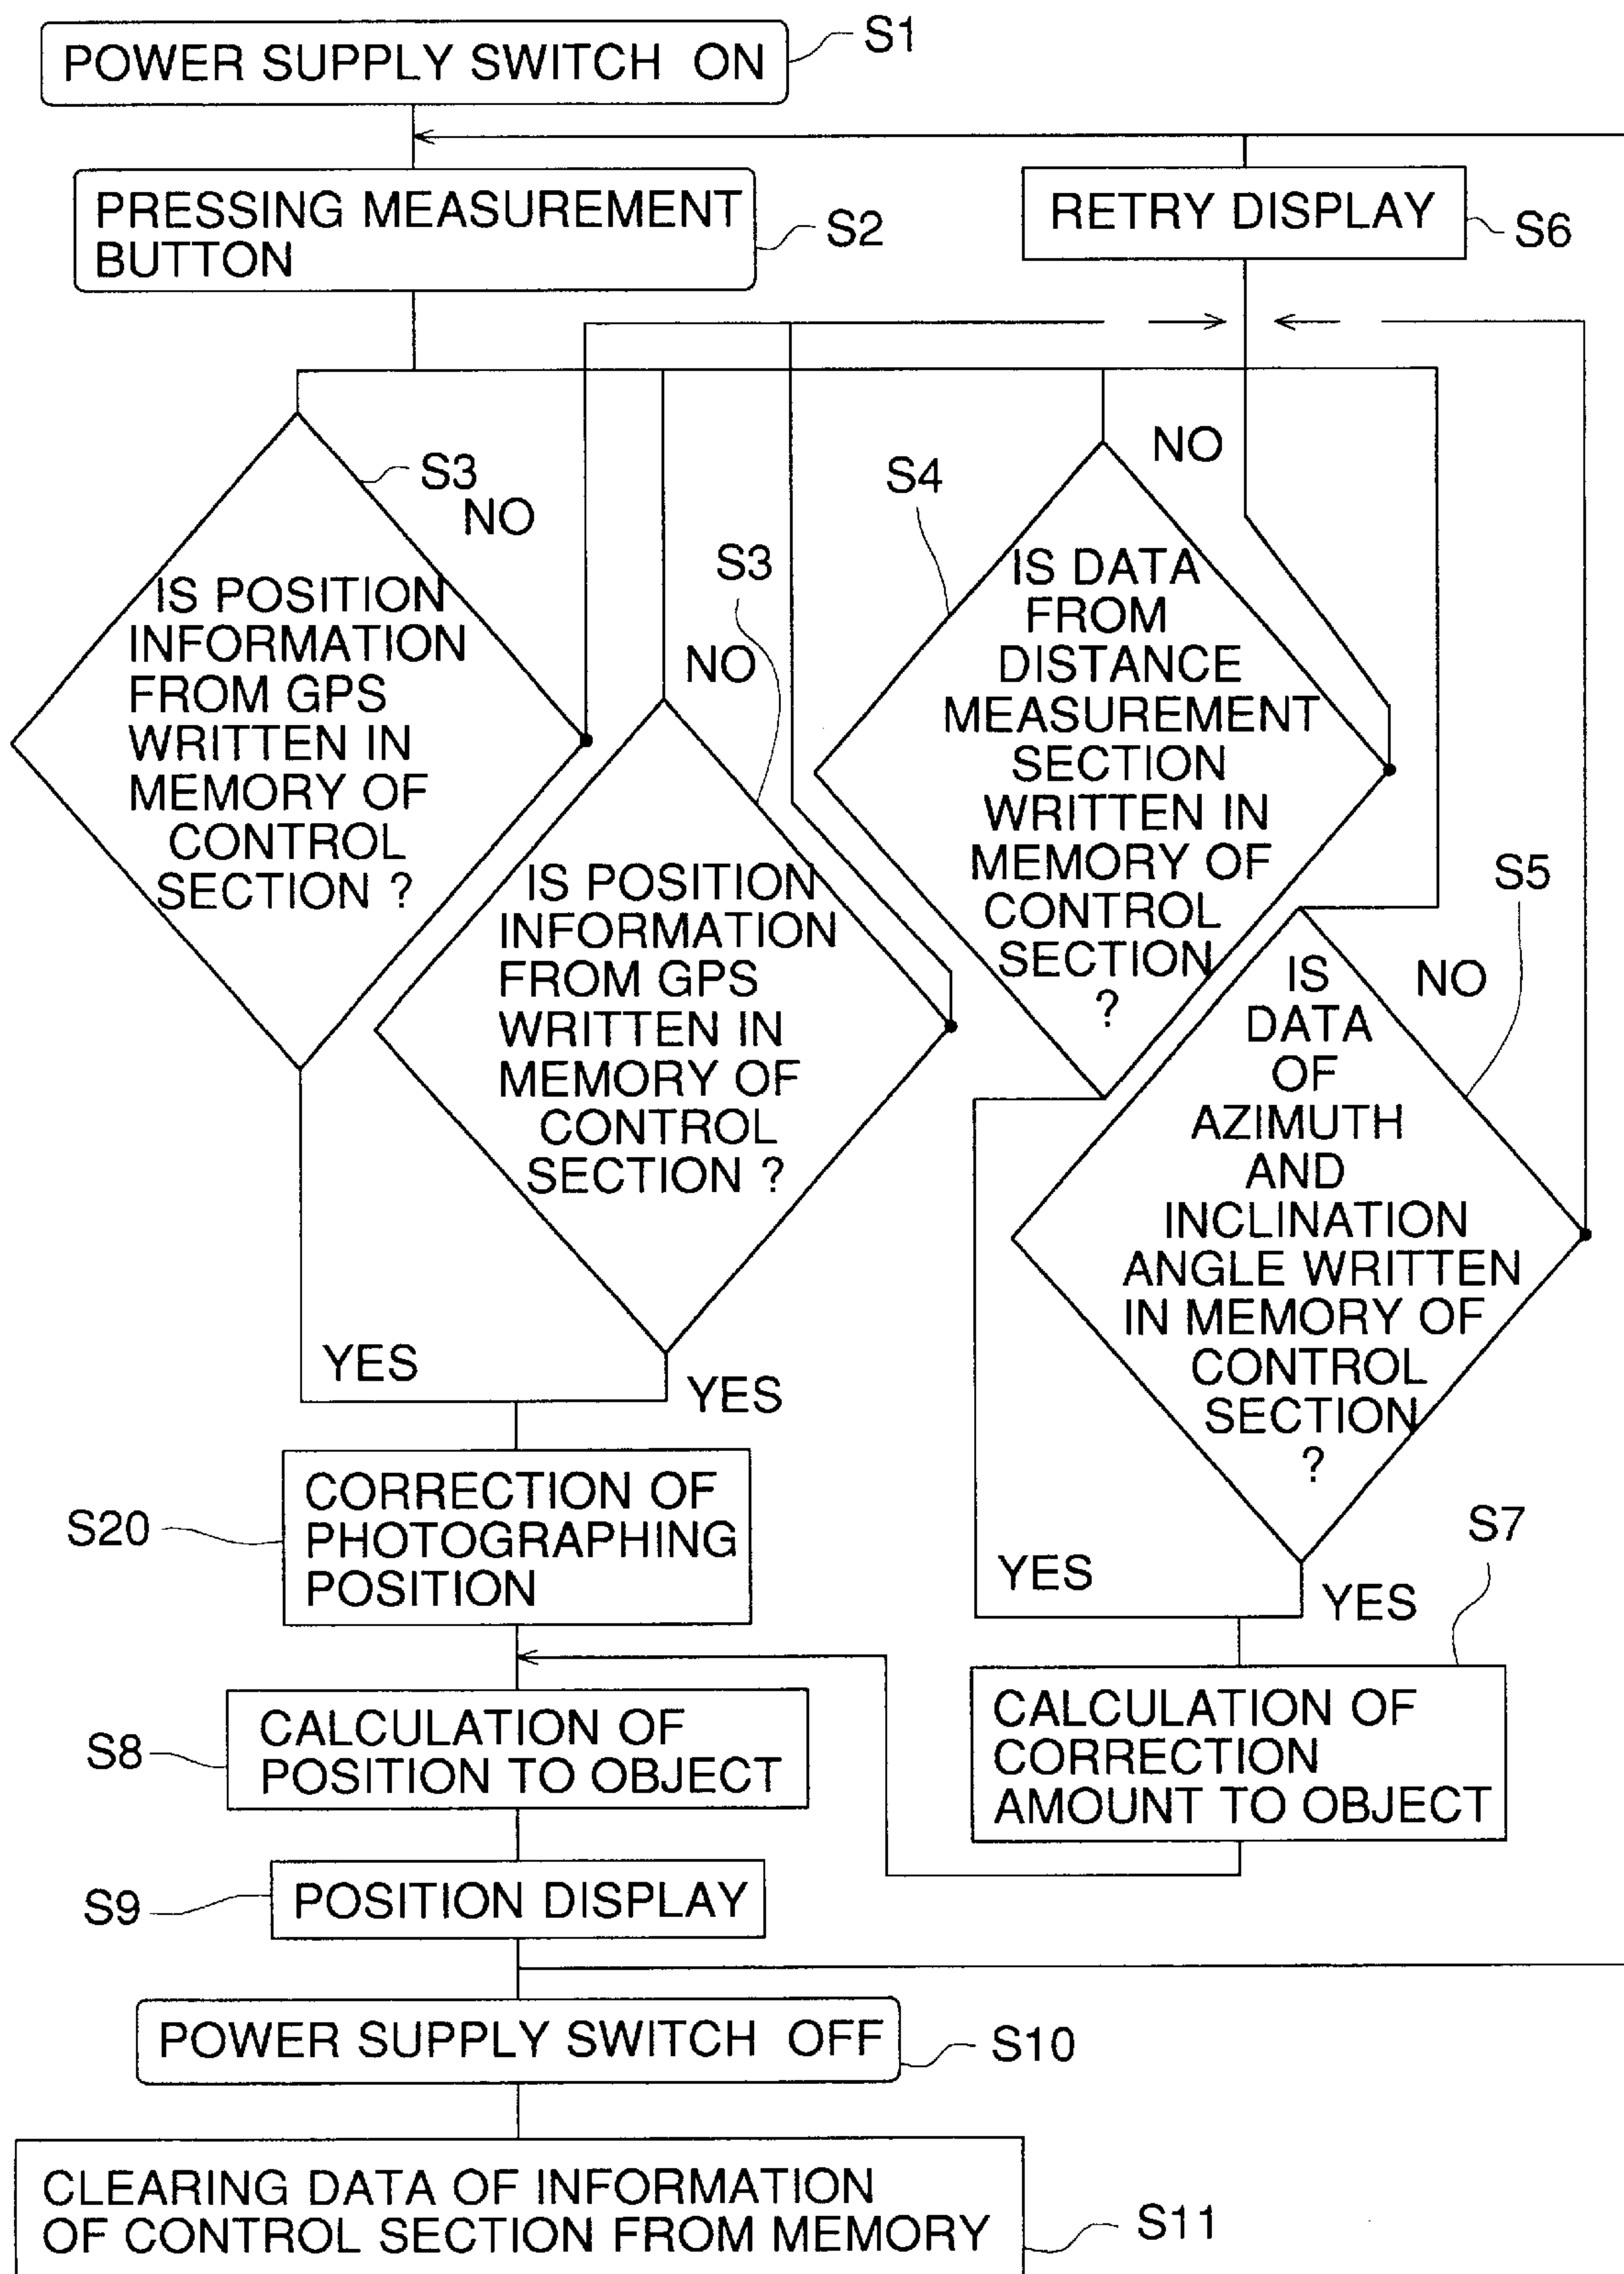 POWER SUPPLY SWITCH ON
S1
PRESSING MEASUREMENT
BUTTON
S2
RETRY DISPLAY
S6
S3
NO
IS POSITION
INFORMATION
FROM GPS
WRITTEN IN
MEMORY OF
CONTROL
SECTION ?
YES
S3
NO
IS POSITION
INFORMATION
FROM GPS
WRITTEN IN
MEMORY OF
CONTROL
SECTION ?
YES
S4
NO
IS DATA
FROM
DISTANCE
MEASUREMENT
SECTION
WRITTEN IN
MEMORY OF
CONTROL
SECTION
?
YES
S5
NO
IS
DATA
OF
AZIMUTH
AND
INCLINATION
ANGLE WRITTEN
IN MEMORY OF
CONTROL
SECTION
?
YES
S20
CORRECTION OF
PHOTOGRAPHING
POSITION
S7
CALCULATION OF
CORRECTION
AMOUNT TO OBJECT
S8
CALCULATION OF
POSITION TO OBJECT
S9
POSITION DISPLAY
POWER SUPPLY SWITCH OFF
S10
CLEARING DATA OF INFORMATION
OF CONTROL SECTION FROM MEMORY
S11